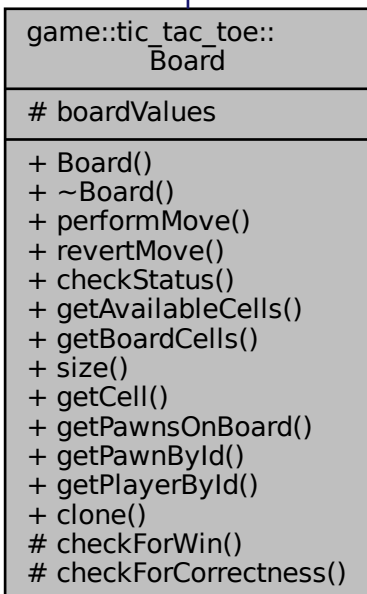 game::tic_tac_toe::
Board
# boardValues
+ Board()
+ ~Board()
+ performMove()
+ revertMove()
+ checkStatus()
+ getAvailableCells()
+ getBoardCells()
+ size()
+ getCell()
+ getPawnsOnBoard()
+ getPawnById()
+ getPlayerById()
+ clone()
# checkForWin()
# checkForCorrectness()